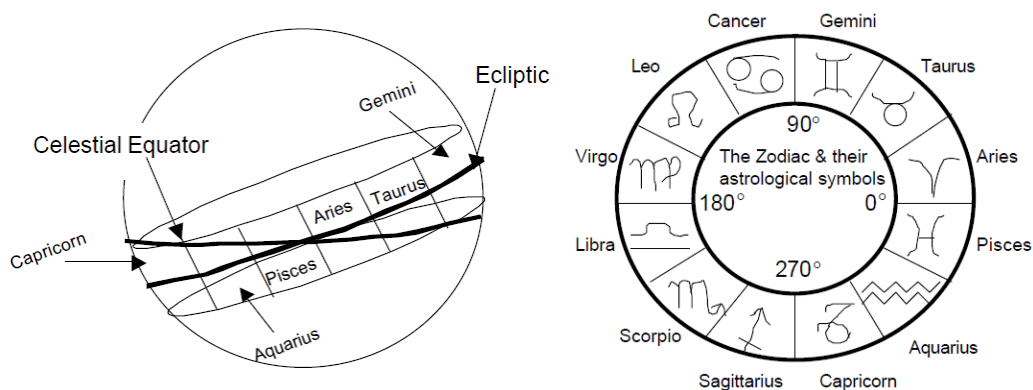 Ecliptic
Gemini
Celestial Equator
Taurus
Aries
Capricorn
Pisces
Aquarius
Cancer
Gemini
Leo
Taurus
90°
Virgo
The Zodiac & their
astrological symbols
Aries
180°
0°
Libra
Pisces
270°
Scorpio
Aquarius
Sagittarius
Capricorn